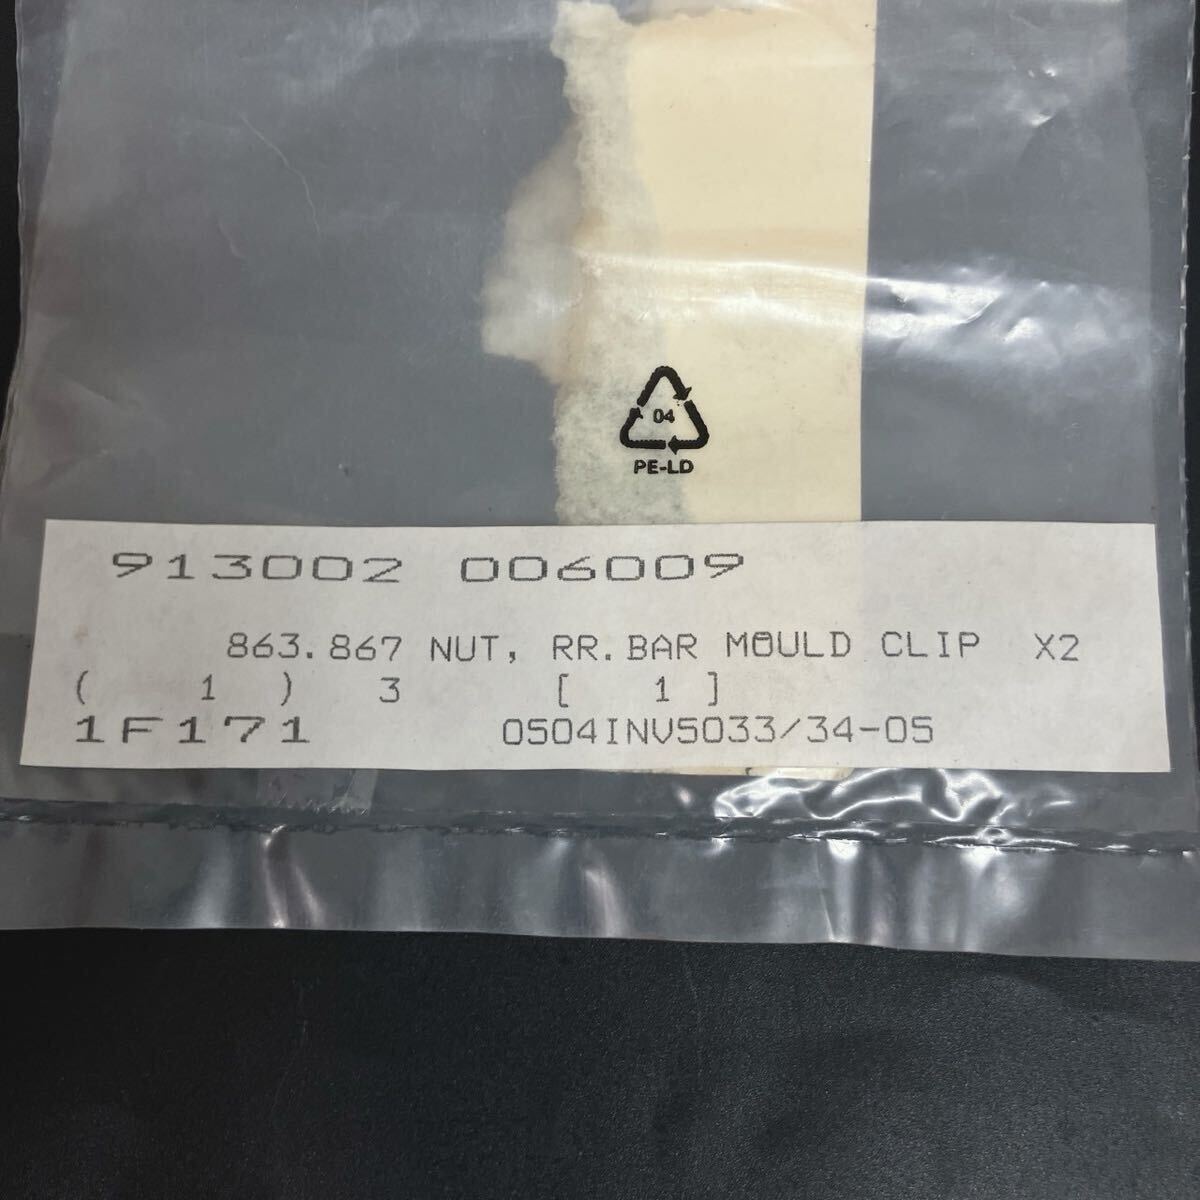 04
PE-LD
913002 006009
863.867 NUT, RR.BAR MOULD CLIP X2
( 1 ) 3 [ 1 ]
1F171 0504INV5033/34-05